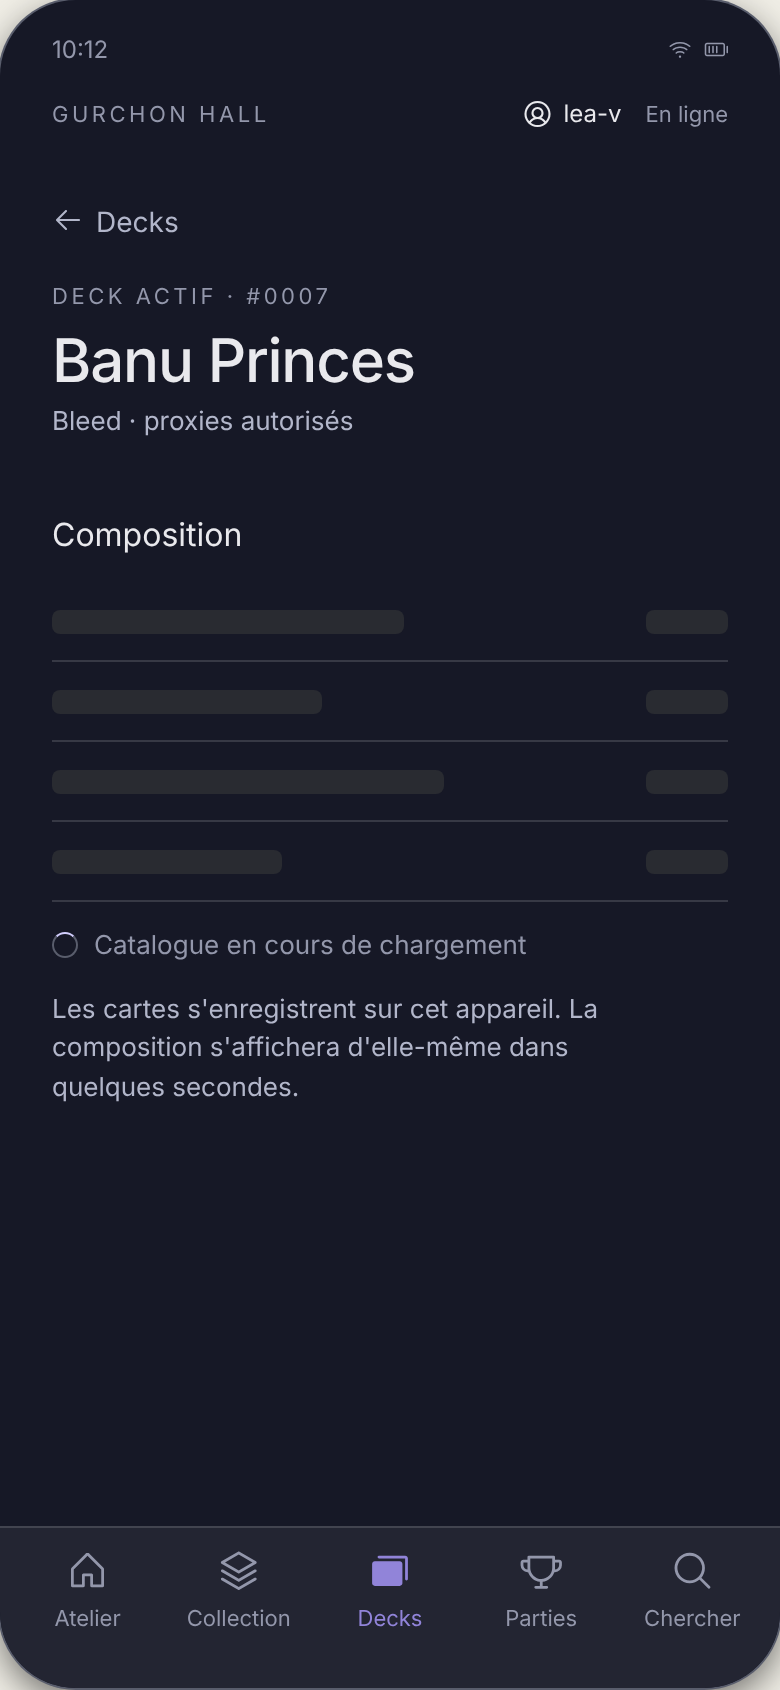 10:12
GURCHON HALL
lea-v
En ligne
← Decks
DECK ACTIF · #0007
Banu Princes
Bleed · proxies autorisés
Composition
Catalogue en cours de chargement
Les cartes s'enregistrent sur cet appareil. La
composition s'affichera d'elle-même dans
quelques secondes.
Atelier
Collection
Decks
Parties
Chercher